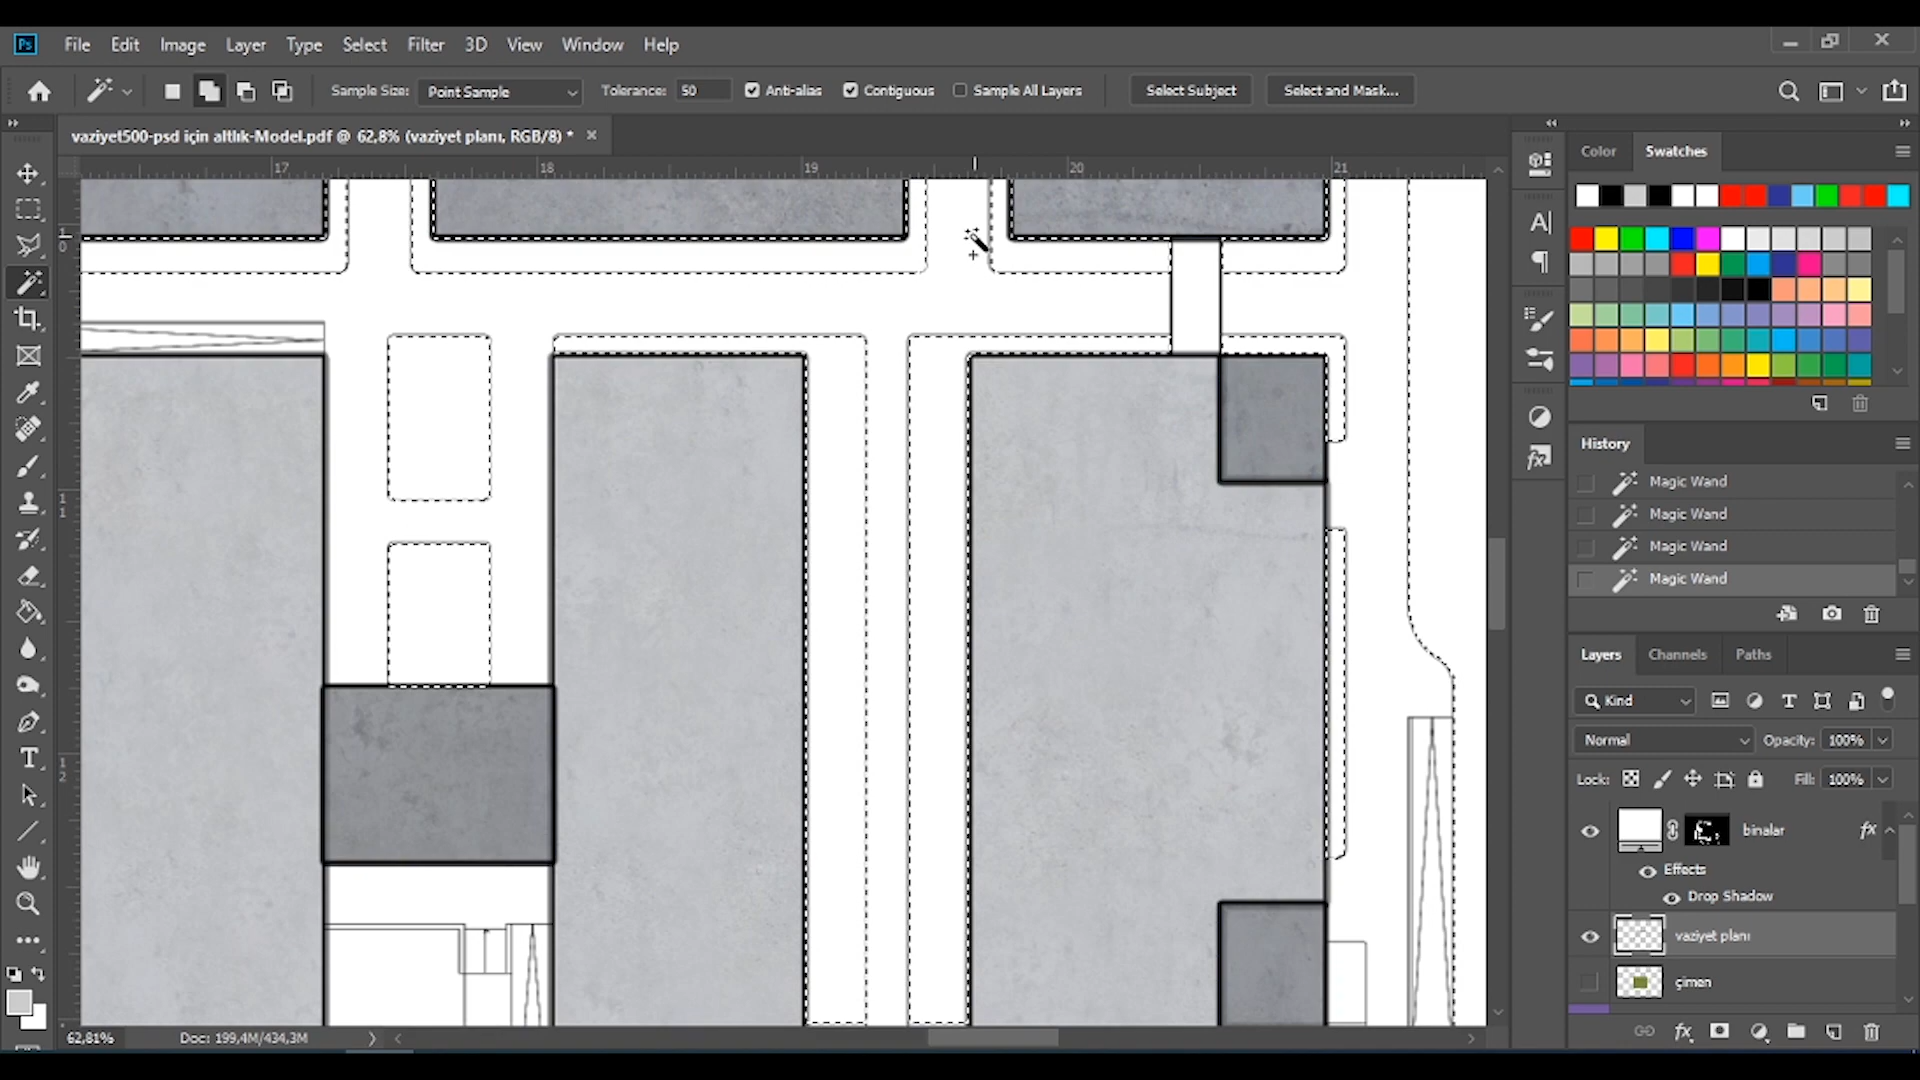 Ps File Edit Image Layer Type Select Filter 3D View Window Help
Sample Size: Point Sample Tolerance: 50 Anti-alias Contiguous Sample All Layers Select Subject Select and Mask...
vaziyet500-psd için altlık-Model.pdf @ 62,8% (vaziyet planı, RGB/8) *
17 18 19 20 21
10
11
12
Color Swatches
History
Magic Wand
Magic Wand
Magic Wand
Magic Wand
Layers Channels Paths
Kind
Normal Opacity: 100%
Lock: Fill: 100%
binalar fx
Effects
Drop Shadow
vaziyet planı
çimen
62,81% Doc: 199,4M/434,3M